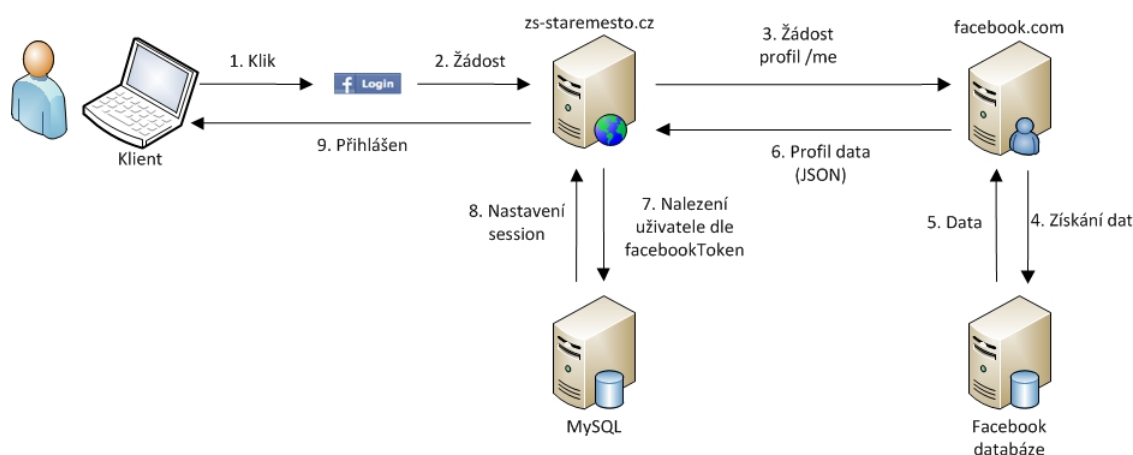 zs-staremesto.cz
facebook.com
1. Klik
f Login
2. Žádost
3. Žádost
profil /me
9. Přihlášen
Klient
6. Profil data
(JSON)
8. Nastavení
session
7. Nalezení
uživatele dle
facebookToken
5. Data
4. Získání dat
MySQL
Facebook
databáze